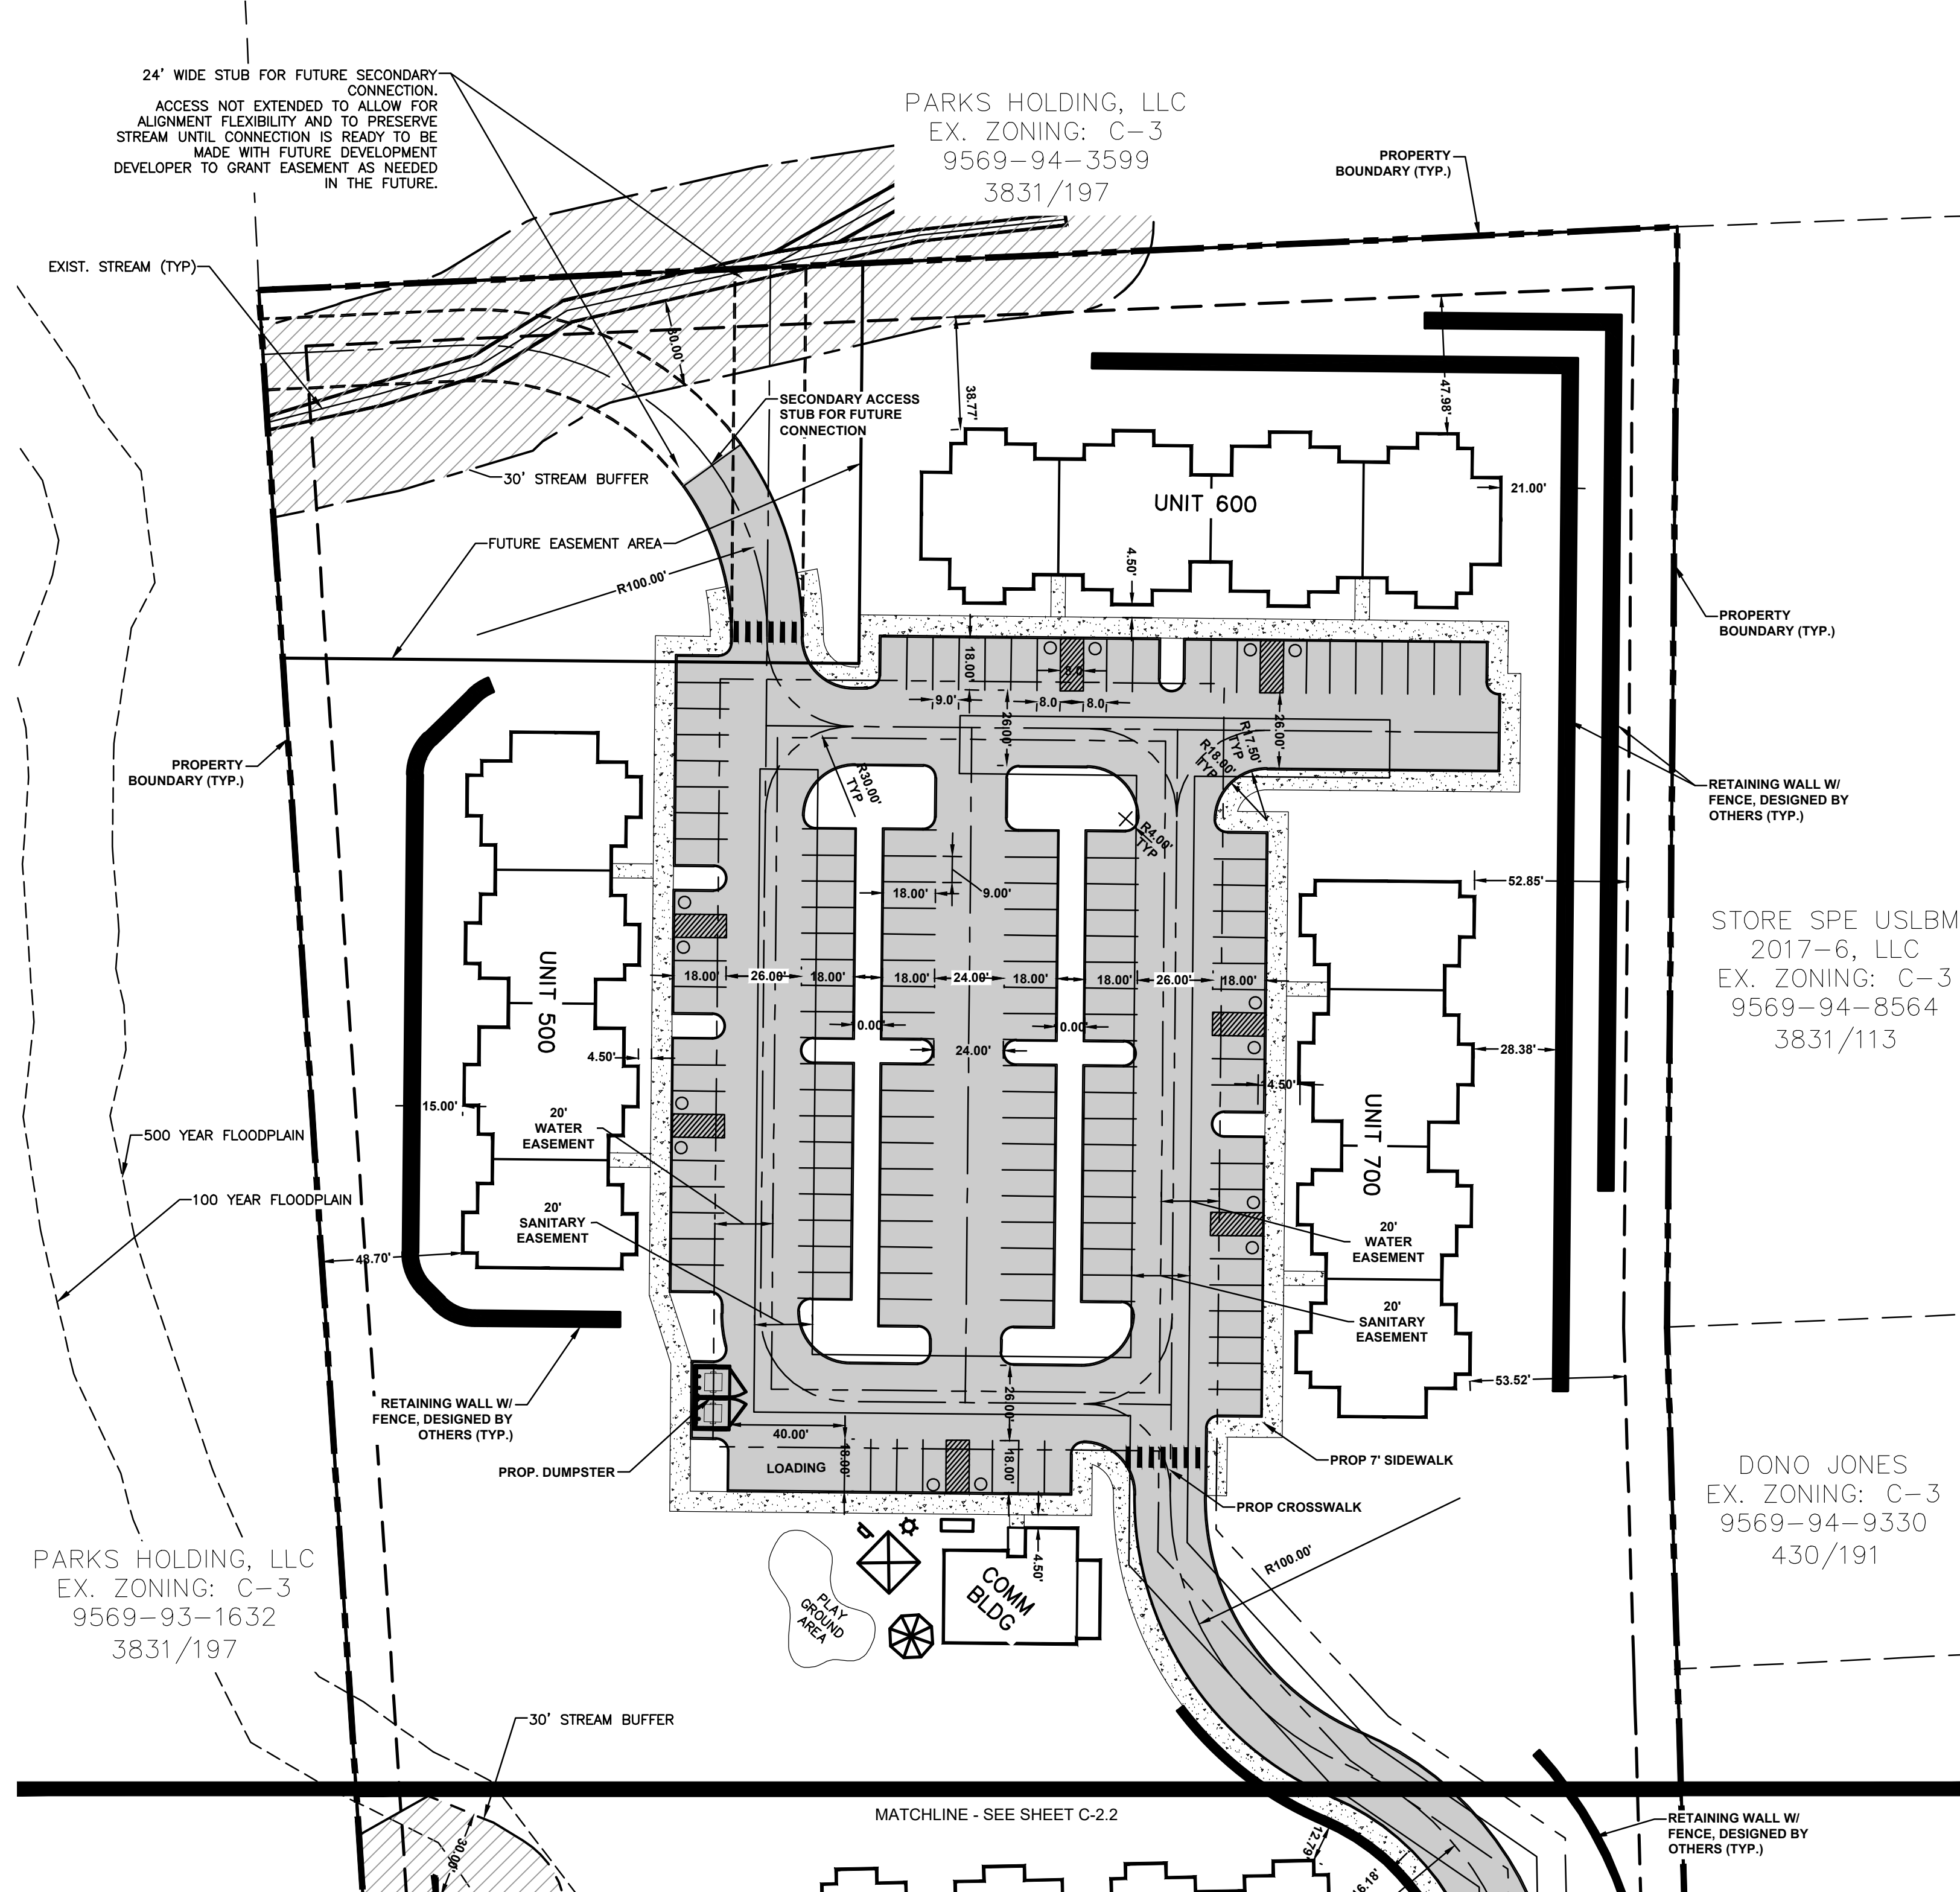 24' WIDE STUB FOR FUTURE SECONDARY
CONNECTION.
ACCESS NOT EXTENDED TO ALLOW FOR
ALIGNMENT FLEXIBILITY AND TO PRESERVE
STREAM UNTIL CONNECTION IS READY TO BE
MADE WITH FUTURE DEVELOPMENT
DEVELOPER TO GRANT EASEMENT AS NEEDED
IN THE FUTURE.
PARKS HOLDING, LLC
EX. ZONING: C-3
9569-94-3599
3831/197
PROPERTY
BOUNDARY (TYP.)
EXIST. STREAM (TYP)
30.00'
38.77'
47.98'
SECONDARY ACCESS
STUB FOR FUTURE
CONNECTION
30' STREAM BUFFER
UNIT 600
21.00'
FUTURE EASEMENT AREA
R100.00'
4.50'
PROPERTY
BOUNDARY (TYP.)
18.00'
9.0'
8.0
8.0
8.0
26.00'
26.00'
R17.50'
TYP
R18.00'
TYP
R30.00'
TYP
R4.00'
TYP
PROPERTY
BOUNDARY (TYP.)
RETAINING WALL W/
FENCE, DESIGNED BY
OTHERS (TYP.)
18.00'
9.00'
52.85'
STORE SPE USLBM
2017-6, LLC
EX. ZONING: C-3
9569-94-8564
3831/113
UNIT 500
18.00'
26.00'
18.00'
18.00'
24.00'
18.00'
18.00'
26.00'
18.00'
0.00'
0.00'
24.00'
4.50'
28.38'
4.50'
15.00'
20'
WATER
EASEMENT
UNIT 700
500 YEAR FLOODPLAIN
100 YEAR FLOODPLAIN
20'
SANITARY
EASEMENT
20'
WATER
EASEMENT
48.70'
20'
SANITARY
EASEMENT
53.52'
RETAINING WALL W/
FENCE, DESIGNED BY
OTHERS (TYP.)
26.00'
40.00'
18.00'
18.00'
LOADING
PROP. DUMPSTER
PROP 7' SIDEWALK
PROP CROSSWALK
DONO JONES
EX. ZONING: C-3
9569-94-9330
430/191
PARKS HOLDING, LLC
EX. ZONING: C-3
9569-93-1632
3831/197
PLAY
GROUND
AREA
COMM
BLDG
4.50'
R100.00'
30' STREAM BUFFER
MATCHLINE - SEE SHEET C-2.2
RETAINING WALL W/
FENCE, DESIGNED BY
OTHERS (TYP.)
30.00'
12.79'
6.18'